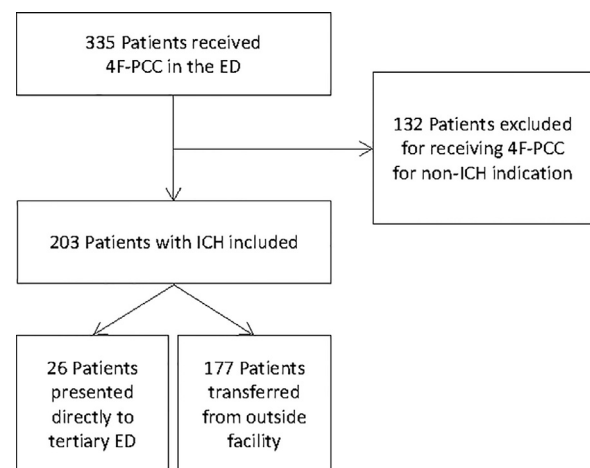 335 Patients received
4F-PCC in the ED
132 Patients excluded
for receiving 4F-PCC
for non-ICH indication
203 Patients with ICH included
26 Patients
presented
directly to
tertiary ED
177 Patients
transferred
from outside
facility